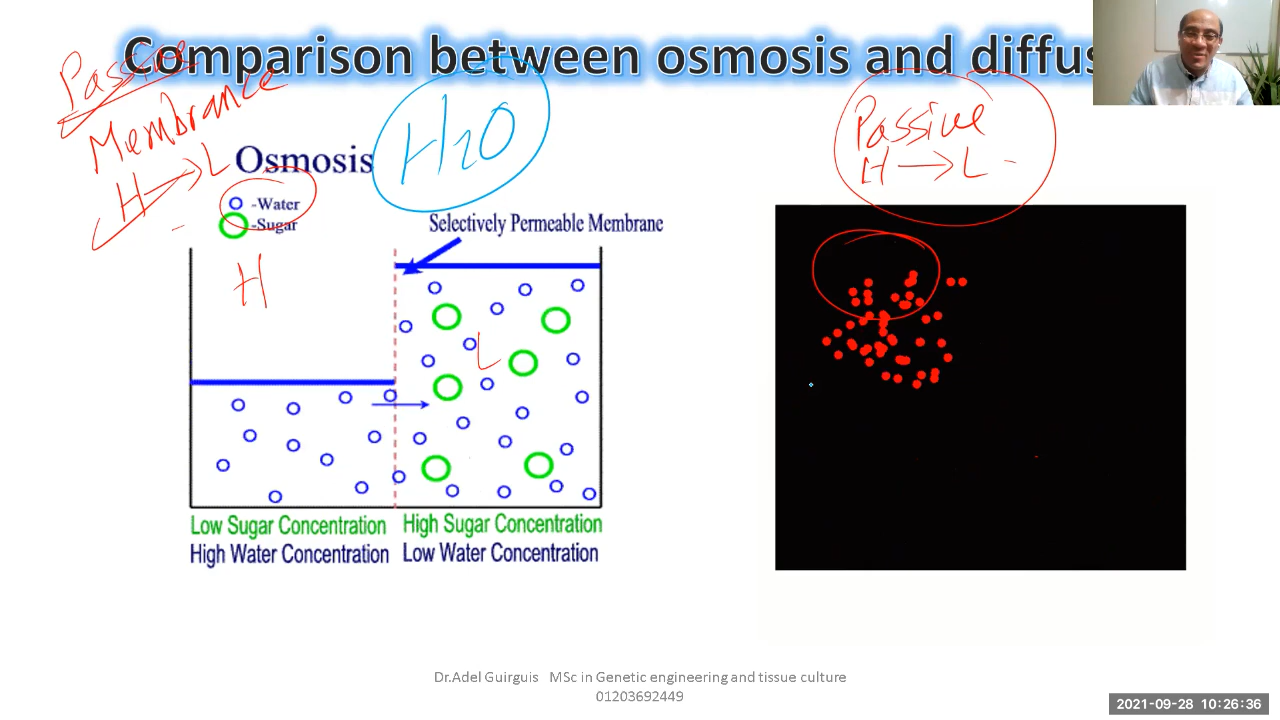 Comparison between osmosis and diffus
Passive
Membrance
H → L
H2O
Passive
H → L
Osmosis
-Water
-Sugar
Selectively Permeable Membrane
H
L
Low Sugar Concentration
High Water Concentration
High Sugar Concentration
Low Water Concentration
Dr.Adel Guirguis MSc in Genetic engineering and tissue culture
01203692449
2021-09-28 10:26:36